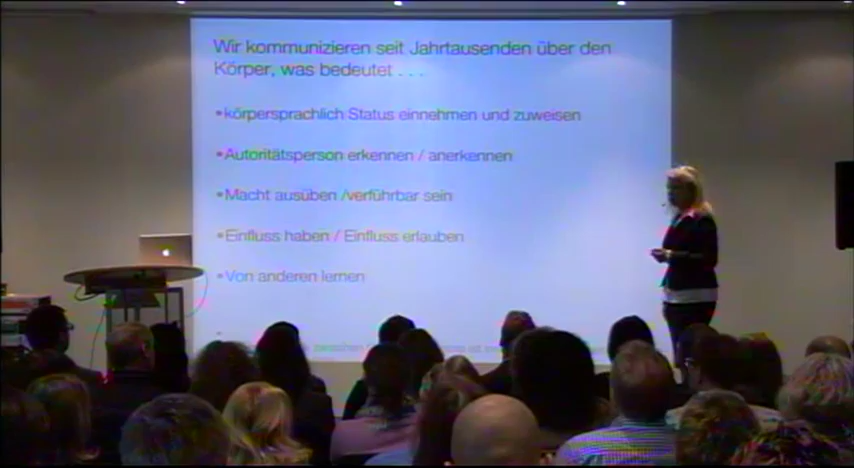 Wir kommunizieren seit Jahrtausenden über den
Körper, was bedeutet . . .
•körpersprachlich Status einnehmen und zuweisen
•Autoritätsperson erkennen / anerkennen
•Macht ausüben /verführbar sein
•Einfluss haben / Einfluss erlauben
•Von anderen lernen
zwischen